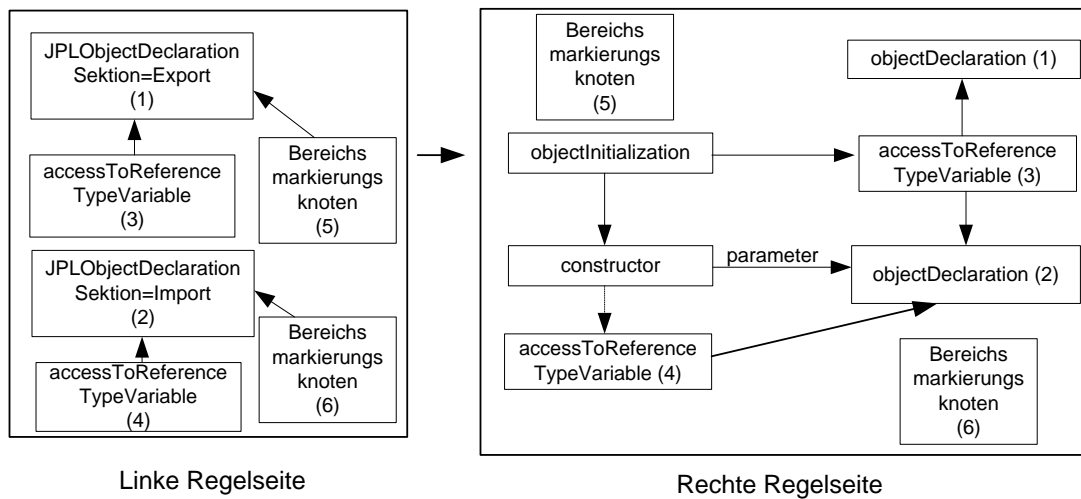 JPLObjectDeclaration
Sektion=Export
(1)
accessToReference
TypeVariable
(3)
Bereichs
markierungs
knoten
(5)
JPLObjectDeclaration
Sektion=Import
(2)
accessToReference
TypeVariable
(4)
Bereichs
markierungs
knoten
(6)
Linke Regelseite
Bereichs
markierungs
knoten
(5)
objectDeclaration (1)
objectInitialization
accessToReference
TypeVariable (3)
constructor
parameter
objectDeclaration (2)
accessToReference
TypeVariable (4)
Bereichs
markierungs
knoten
(6)
Rechte Regelseite